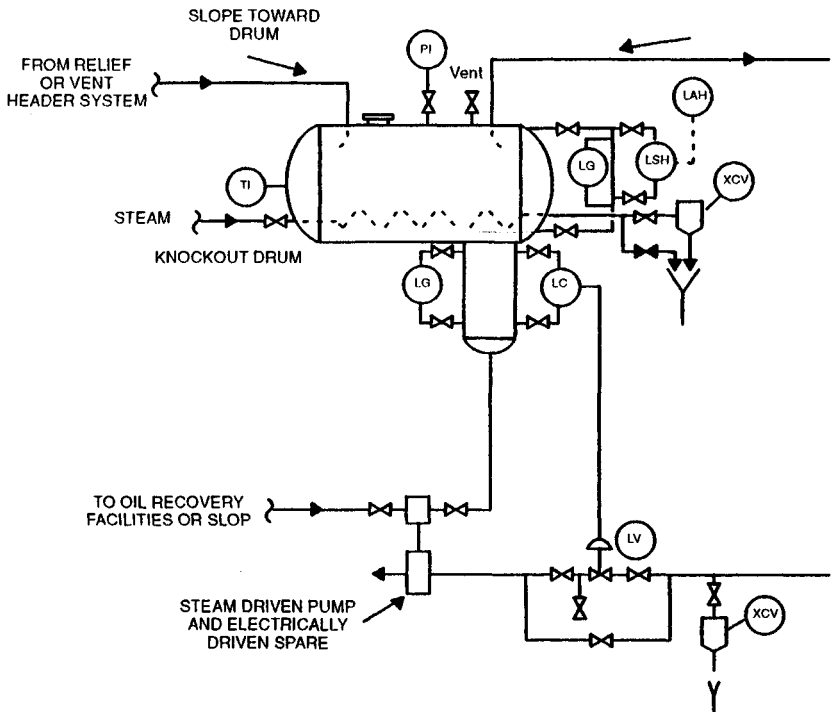 SLOPE TOWARD
DRUM
FROM RELIEF
OR VENT
HEADER SYSTEM
PI
Vent
LAH
LG
LSH
XCV
TI
STEAM
KNOCKOUT DRUM
LG
LC
TO OIL RECOVERY
FACILITIES OR SLOP
LV
STEAM DRIVEN PUMP
AND ELECTRICALLY
DRIVEN SPARE
XCV